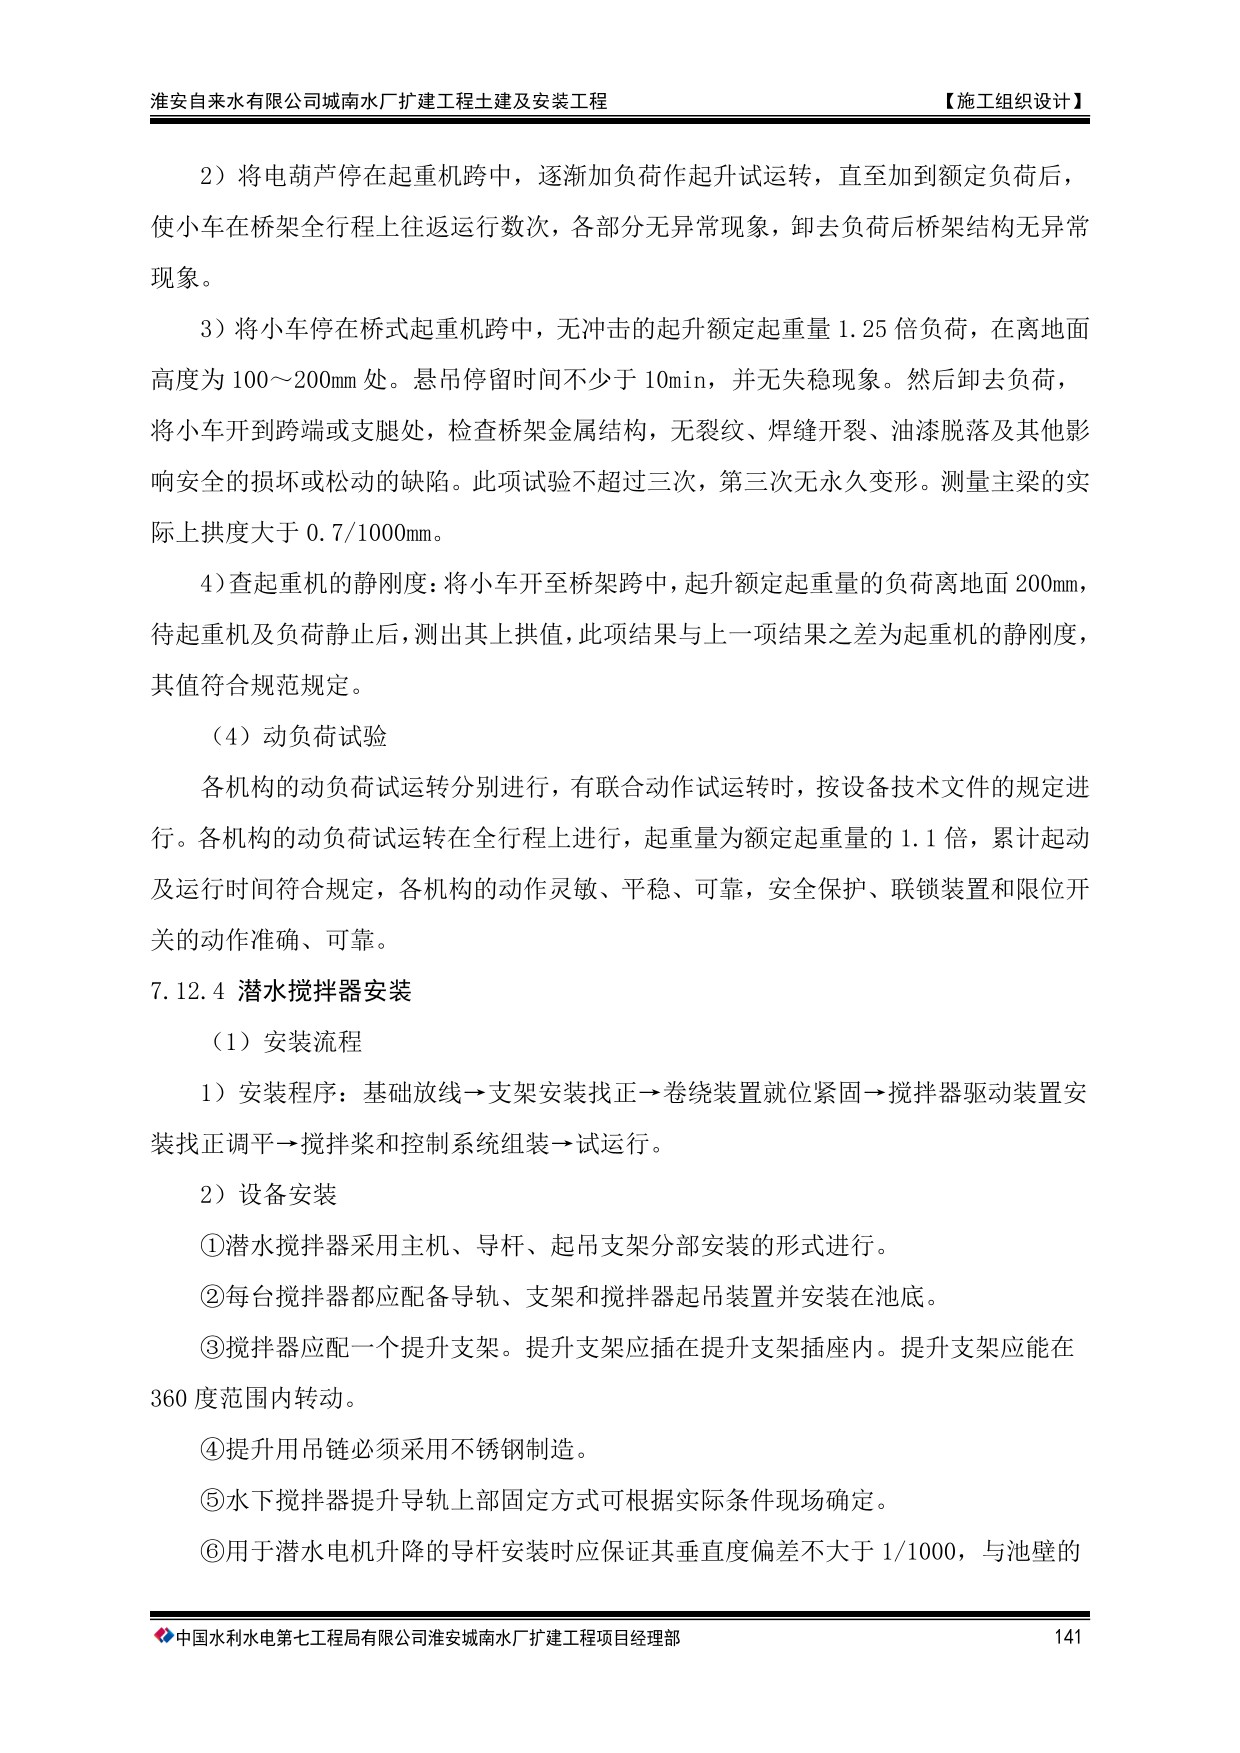 淮安自来水有限公司城南水厂扩建工程土建及安装工程 【施工组织设计】
2）将电葫芦停在起重机跨中，逐渐加负荷作起升试运转，直至加到额定负荷后，
使小车在桥架全行程上往返运行数次，各部分无异常现象，卸去负荷后桥架结构无异常
现象。
3）将小车停在桥式起重机跨中，无冲击的起升额定起重量 1.25 倍负荷，在离地面
高度为 100～200mm 处。悬吊停留时间不少于 10min，并无失稳现象。然后卸去负荷，
将小车开到跨端或支腿处，检查桥架金属结构，无裂纹、焊缝开裂、油漆脱落及其他影
响安全的损坏或松动的缺陷。此项试验不超过三次，第三次无永久变形。测量主梁的实
际上拱度大于 0.7/1000mm。
4）查起重机的静刚度：将小车开至桥架跨中，起升额定起重量的负荷离地面 200mm，
待起重机及负荷静止后，测出其上拱值，此项结果与上一项结果之差为起重机的静刚度，
其值符合规范规定。
（4）动负荷试验
各机构的动负荷试运转分别进行，有联合动作试运转时，按设备技术文件的规定进
行。各机构的动负荷试运转在全行程上进行，起重量为额定起重量的 1.1 倍，累计起动
及运行时间符合规定，各机构的动作灵敏、平稳、可靠，安全保护、联锁装置和限位开
关的动作准确、可靠。
7.12.4 潜水搅拌器安装
（1）安装流程
1）安装程序：基础放线→支架安装找正→卷绕装置就位紧固→搅拌器驱动装置安
装找正调平→搅拌桨和控制系统组装→试运行。
2）设备安装
①潜水搅拌器采用主机、导杆、起吊支架分部安装的形式进行。
②每台搅拌器都应配备导轨、支架和搅拌器起吊装置并安装在池底。
③搅拌器应配一个提升支架。提升支架应插在提升支架插座内。提升支架应能在
360 度范围内转动。
④提升用吊链必须采用不锈钢制造。
⑤水下搅拌器提升导轨上部固定方式可根据实际条件现场确定。
⑥用于潜水电机升降的导杆安装时应保证其垂直度偏差不大于 1/1000，与池壁的
中国水利水电第七工程局有限公司淮安城南水厂扩建工程项目经理部 141